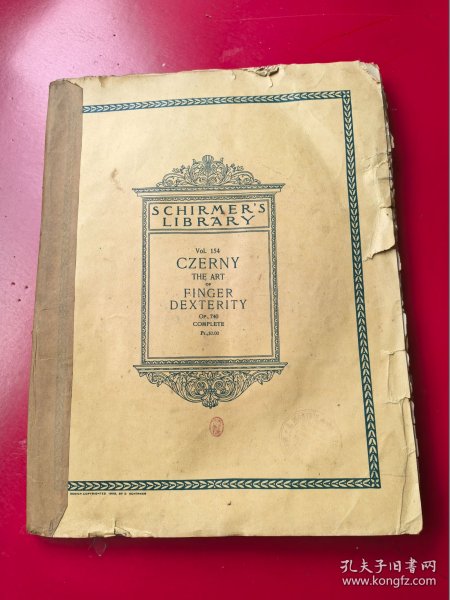 SCHIRMER'S
LIBRARY
Vol. 154
CZERNY
THE ART
OF
FINGER
DEXTERITY
Op. 740
COMPLETE
孔夫子旧书网
www.kongfz.com